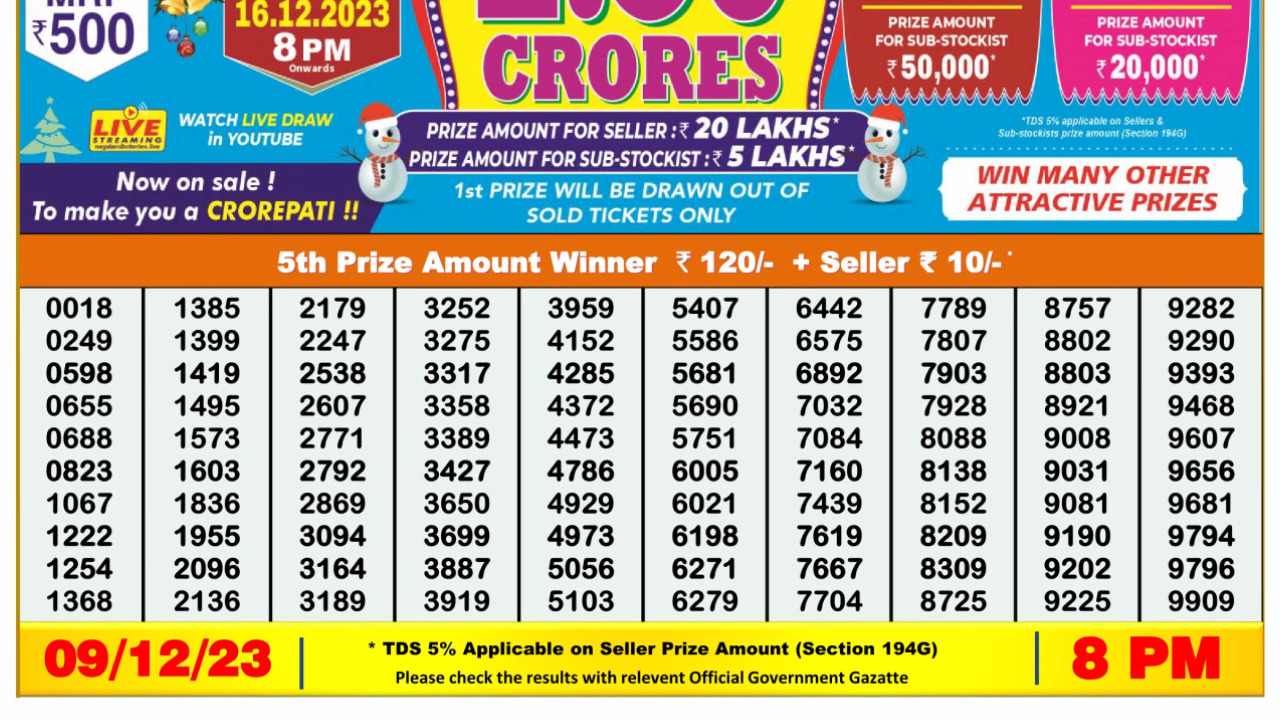 MRP
₹500
16.12.2023
8 PM
Onwards
CRORES
PRIZE AMOUNT
FOR SUB-STOCKIST
₹50,000*
PRIZE AMOUNT
FOR SUB-STOCKIST
₹20,000*
LIVE
STREAMING
nagalandlotteries.live
WATCH LIVE DRAW
in YOUTUBE
PRIZE AMOUNT FOR SELLER :₹ 20 LAKHS*
PRIZE AMOUNT FOR SUB-STOCKIST :₹ 5 LAKHS*
*TDS 5% applicable on Sellers &
Sub-stockists prize amount (Section 194G)
Now on sale !
To make you a CROREPATI !!
1st PRIZE WILL BE DRAWN OUT OF
SOLD TICKETS ONLY
WIN MANY OTHER
ATTRACTIVE PRIZES
5th Prize Amount Winner ₹ 120/- + Seller ₹ 10/-*
0018 1385 2179 3252 3959 5407 6442 7789 8757 9282
0249 1399 2247 3275 4152 5586 6575 7807 8802 9290
0598 1419 2538 3317 4285 5681 6892 7903 8803 9393
0655 1495 2607 3358 4372 5690 7032 7928 8921 9468
0688 1573 2771 3389 4473 5751 7084 8088 9008 9607
0823 1603 2792 3427 4786 6005 7160 8138 9031 9656
1067 1836 2869 3650 4929 6021 7439 8152 9081 9681
1222 1955 3094 3699 4973 6198 7619 8209 9190 9794
1254 2096 3164 3887 5056 6271 7667 8309 9202 9796
1368 2136 3189 3919 5103 6279 7704 8725 9225 9909
09/12/23
* TDS 5% Applicable on Seller Prize Amount (Section 194G)
Please check the results with relevent Official Government Gazatte
8 PM